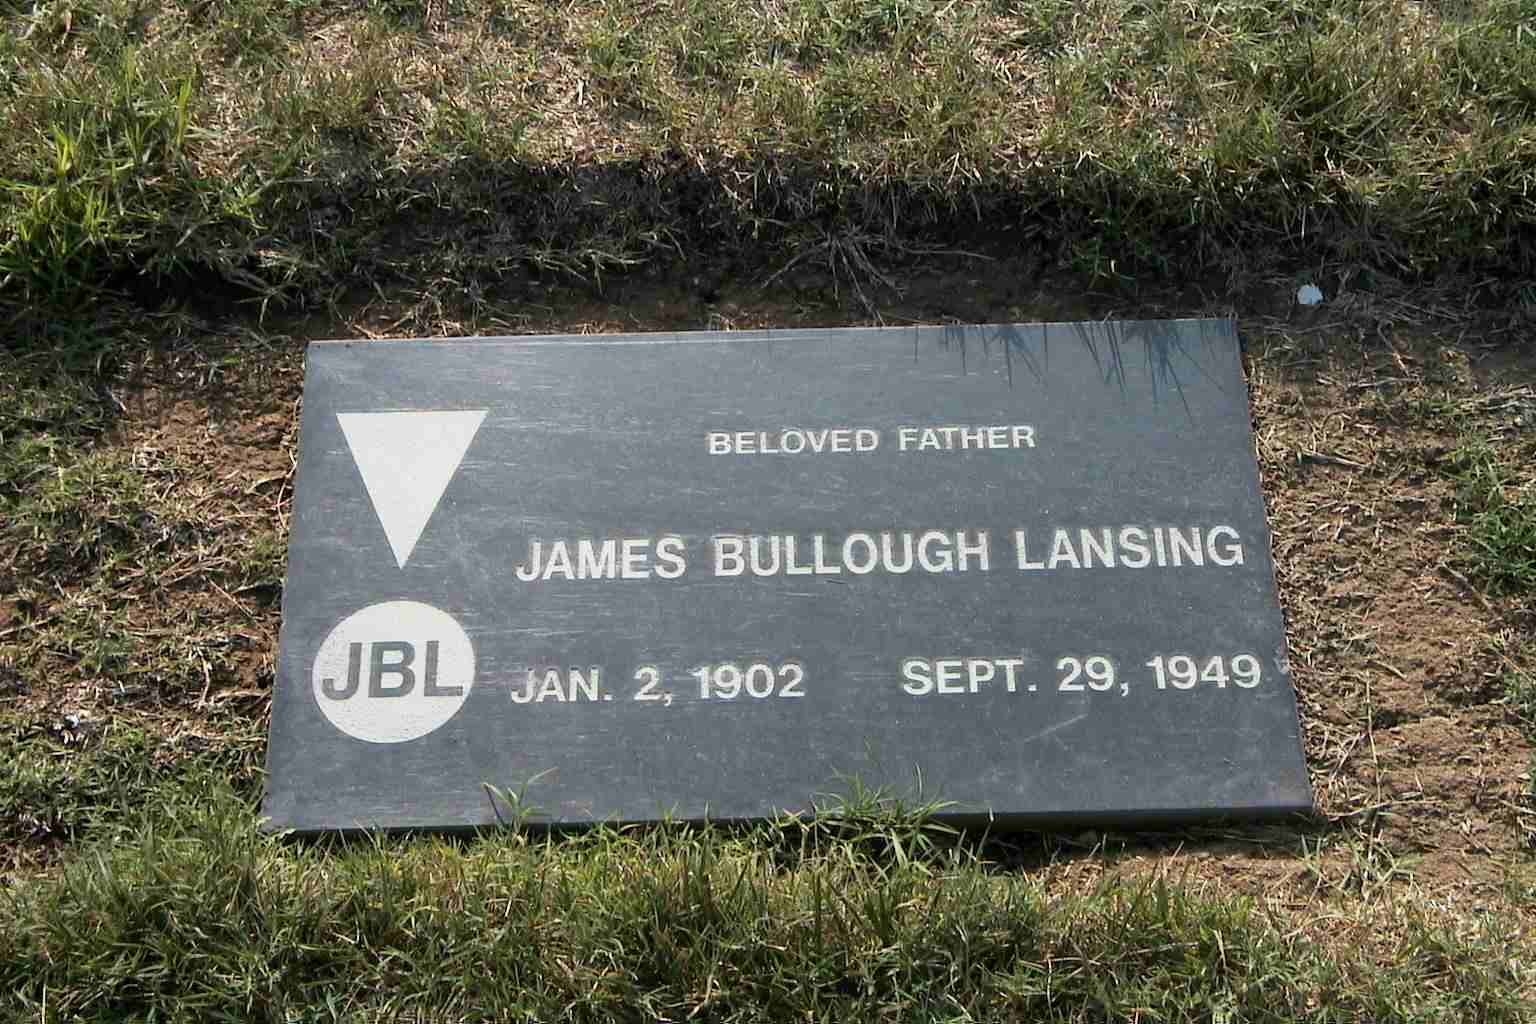 BELOVED FATHER
JAMES BULLOUGH LANSING
JBL
JAN. 2, 1902 SEPT. 29, 1949